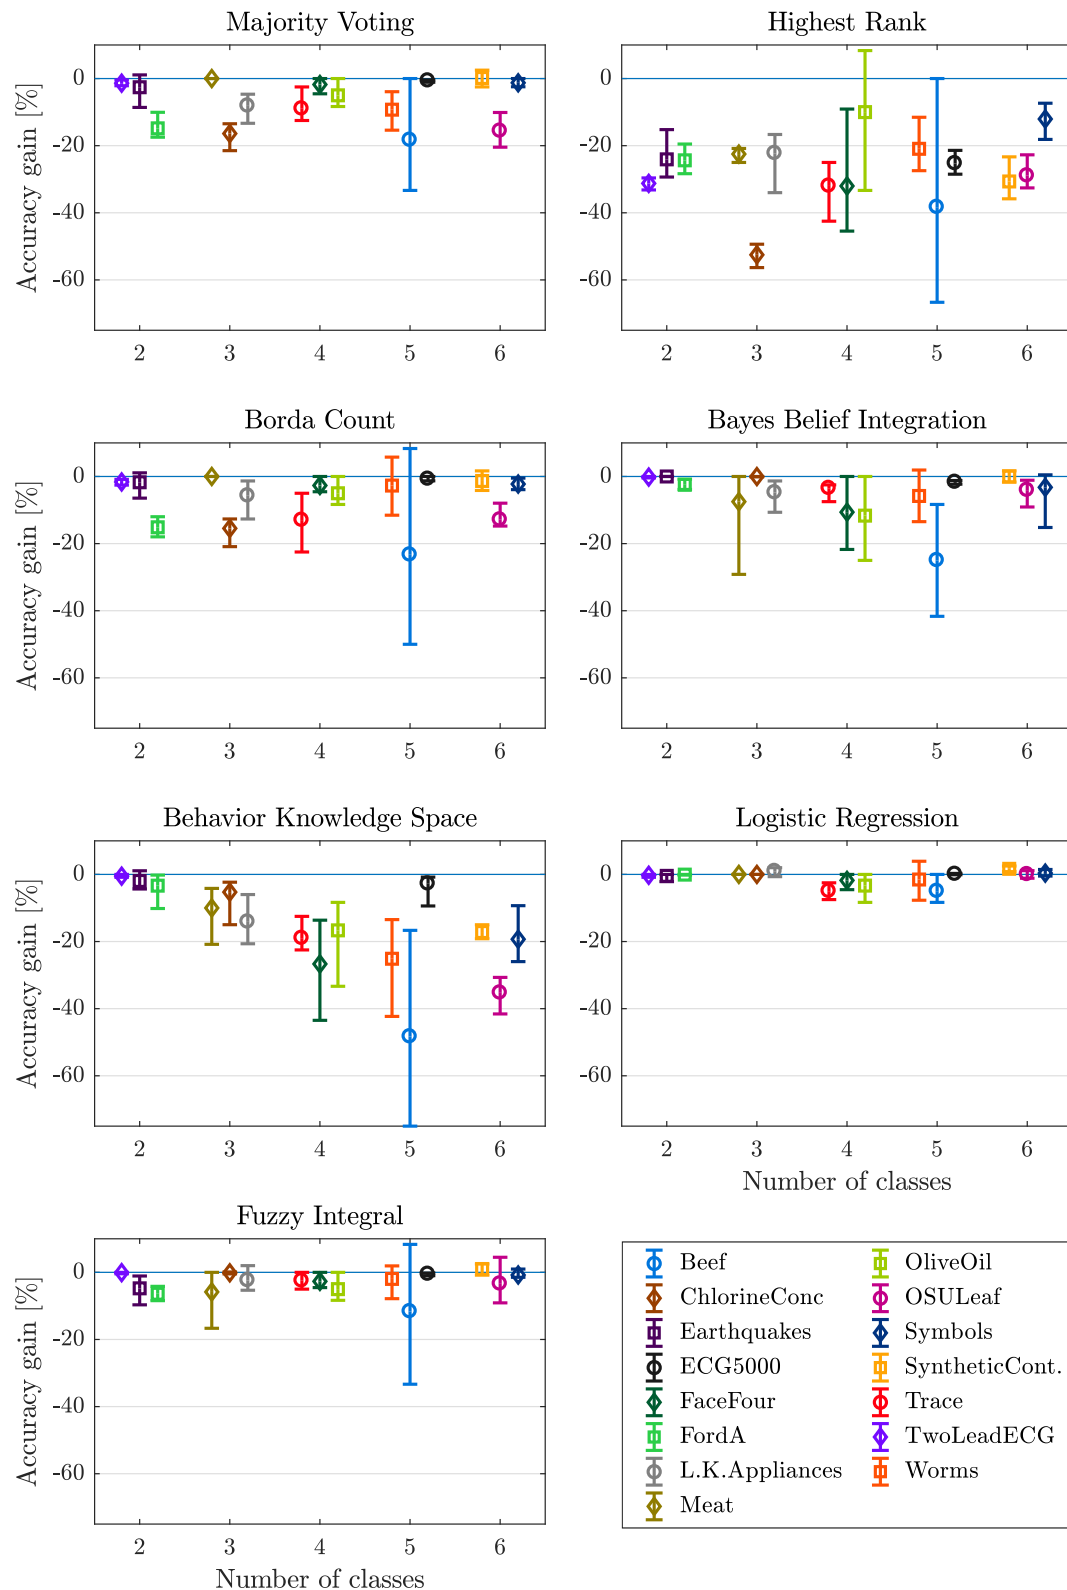 Majority Voting
Accuracy gain [%]
0
-20
-40
-60
2 3 4 5 6
Highest Rank
0
-20
-40
-60
2 3 4 5 6
Borda Count
Accuracy gain [%]
0
-20
-40
-60
2 3 4 5 6
Bayes Belief Integration
0
-20
-40
-60
2 3 4 5 6
Behavior Knowledge Space
Accuracy gain [%]
0
-20
-40
-60
2 3 4 5 6
Logistic Regression
0
-20
-40
-60
2 3 4 5 6
Number of classes
Fuzzy Integral
Accuracy gain [%]
0
-20
-40
-60
2 3 4 5 6
Number of classes
Beef
ChlorineConc
Earthquakes
ECG5000
FaceFour
FordA
L.K.Appliances
Meat
OliveOil
OSULeaf
Symbols
SyntheticCont.
Trace
TwoLeadECG
Worms